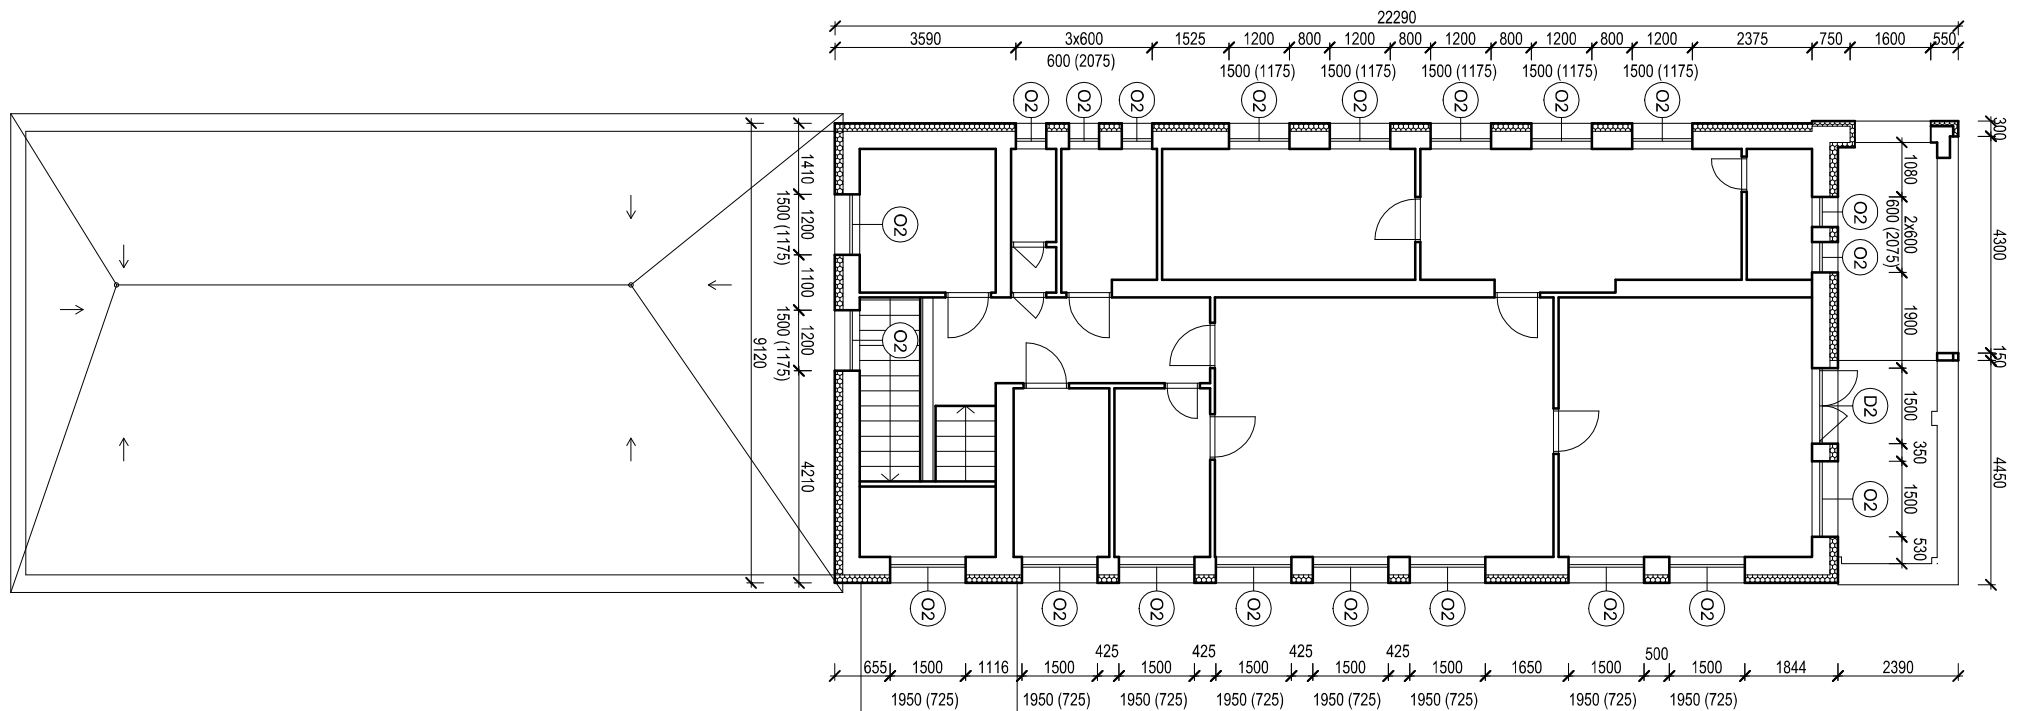 22290
3590 3x600 1525 1200 800 1200 800 1200 800 1200 800 1200 2375 750 1600 550
600 (2075) 1500 (1175) 1500 (1175) 1500 (1175) 1500 (1175) 1500 (1175)
O2 O2 O2 O2 O2 O2 O2 O2
9120
1410 1200 1100 1200 4210
1500 (1175) 1500 (1175)
O2
O2
O2
O2
D2
O2
1080 2x600 1900 1500 350 1500 530
600 (2075)
300 4300 150 4450
O2 O2 O2 O2 O2 O2 O2 O2
425 425 425 425 500
655 1500 1116 1500 1500 1500 1500 1500 1650 1500 1500 1844 2390
1950 (725) 1950 (725) 1950 (725) 1950 (725) 1950 (725) 1950 (725) 1950 (725) 1950 (725)